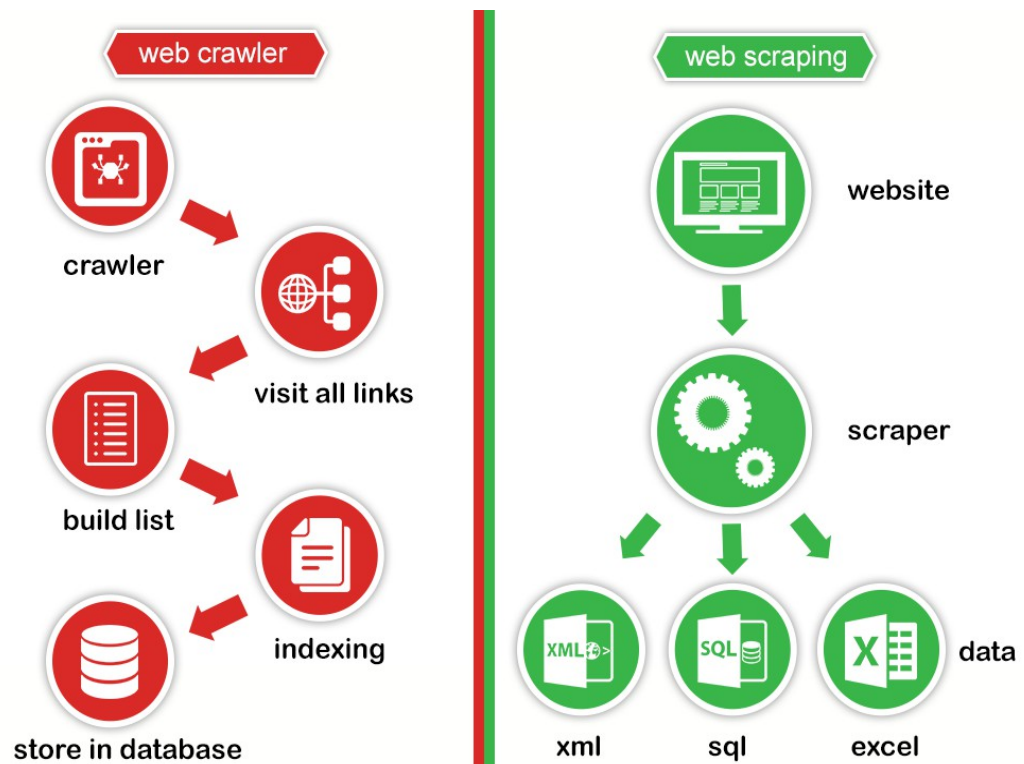 web crawler
crawler
visit all links
build list
indexing
store in database
web scraping
website
scraper
XML
SQL
X
data
xml
sql
excel